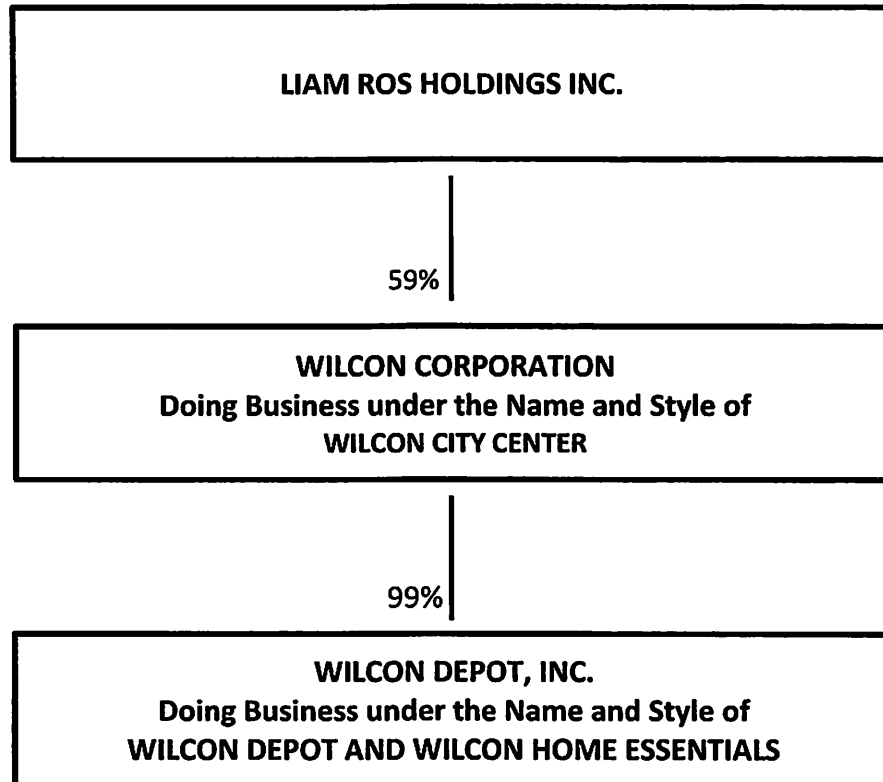 LIAM ROS HOLDINGS INC.
59%
WILCON CORPORATION
Doing Business under the Name and Style of
WILCON CITY CENTER
99%
WILCON DEPOT, INC.
Doing Business under the Name and Style of
WILCON DEPOT AND WILCON HOME ESSENTIALS